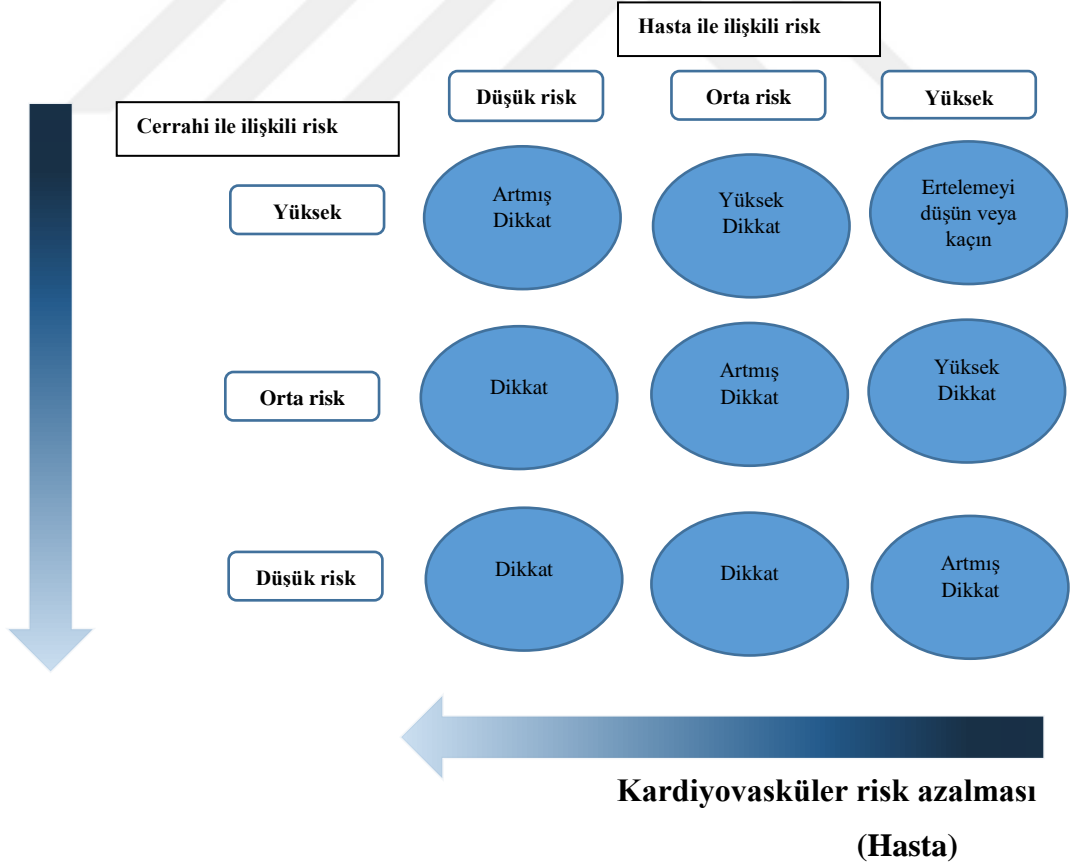 Hasta ile ilişkili risk
Düşük risk
Orta risk
Yüksek
Cerrahi ile ilişkili risk
Yüksek
Artmış
Dikkat
Yüksek
Dikkat
Ertelemeyi
düşün veya
kaçın
Orta risk
Dikkat
Artmış
Dikkat
Yüksek
Dikkat
Düşük risk
Dikkat
Dikkat
Artmış
Dikkat
Kardiyovasküler risk azalması
(Hasta)